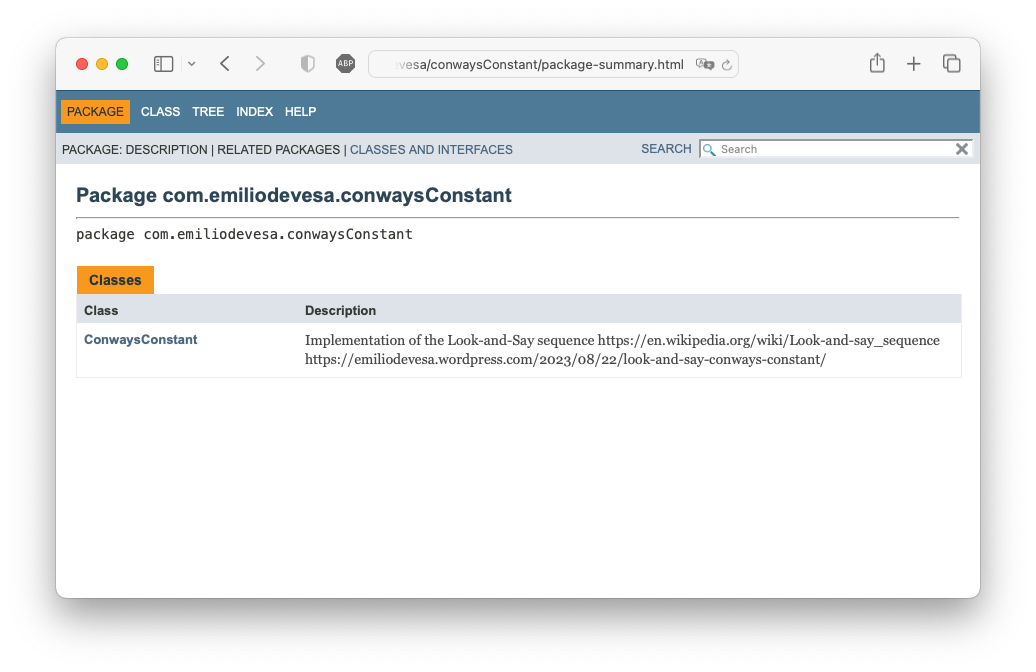 ABP
vesa/conwaysConstant/package-summary.html
PACKAGE CLASS TREE INDEX HELP
PACKAGE: DESCRIPTION | RELATED PACKAGES | CLASSES AND INTERFACES
SEARCH Search
Package com.emiliodevesa.conwaysConstant
package com.emiliodevesa.conwaysConstant
Classes
Class Description
ConwaysConstant Implementation of the Look-and-Say sequence https://en.wikipedia.org/wiki/Look-and-say_sequence
https://emiliodevesa.wordpress.com/2023/08/22/look-and-say-conways-constant/